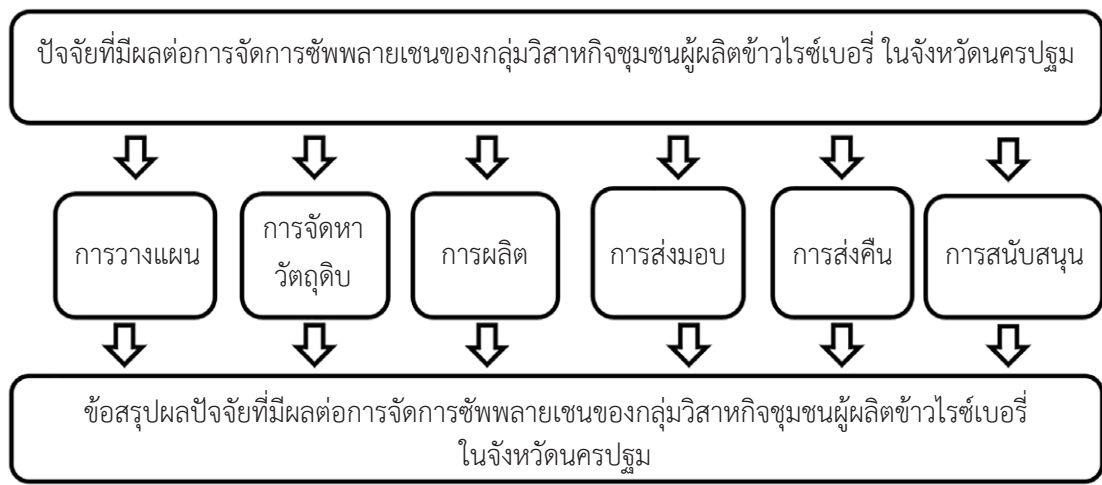 ปัจจัยที่มีผลต่อการจัดการซัพพลายเชนของกลุ่มวิสาหกิจชุมชนผู้ผลิตข้าวไรซ์เบอรี่ ในจังหวัดนครปฐม
การวางแผน
การจัดหา
วัตถุดิบ
การผลิต
การส่งมอบ
การส่งคืน
การสนับสนุน
ข้อสรุปผลปัจจัยที่มีผลต่อการจัดการซัพพลายเชนของกลุ่มวิสาหกิจชุมชนผู้ผลิตข้าวไรซ์เบอรี่
ในจังหวัดนครปฐม